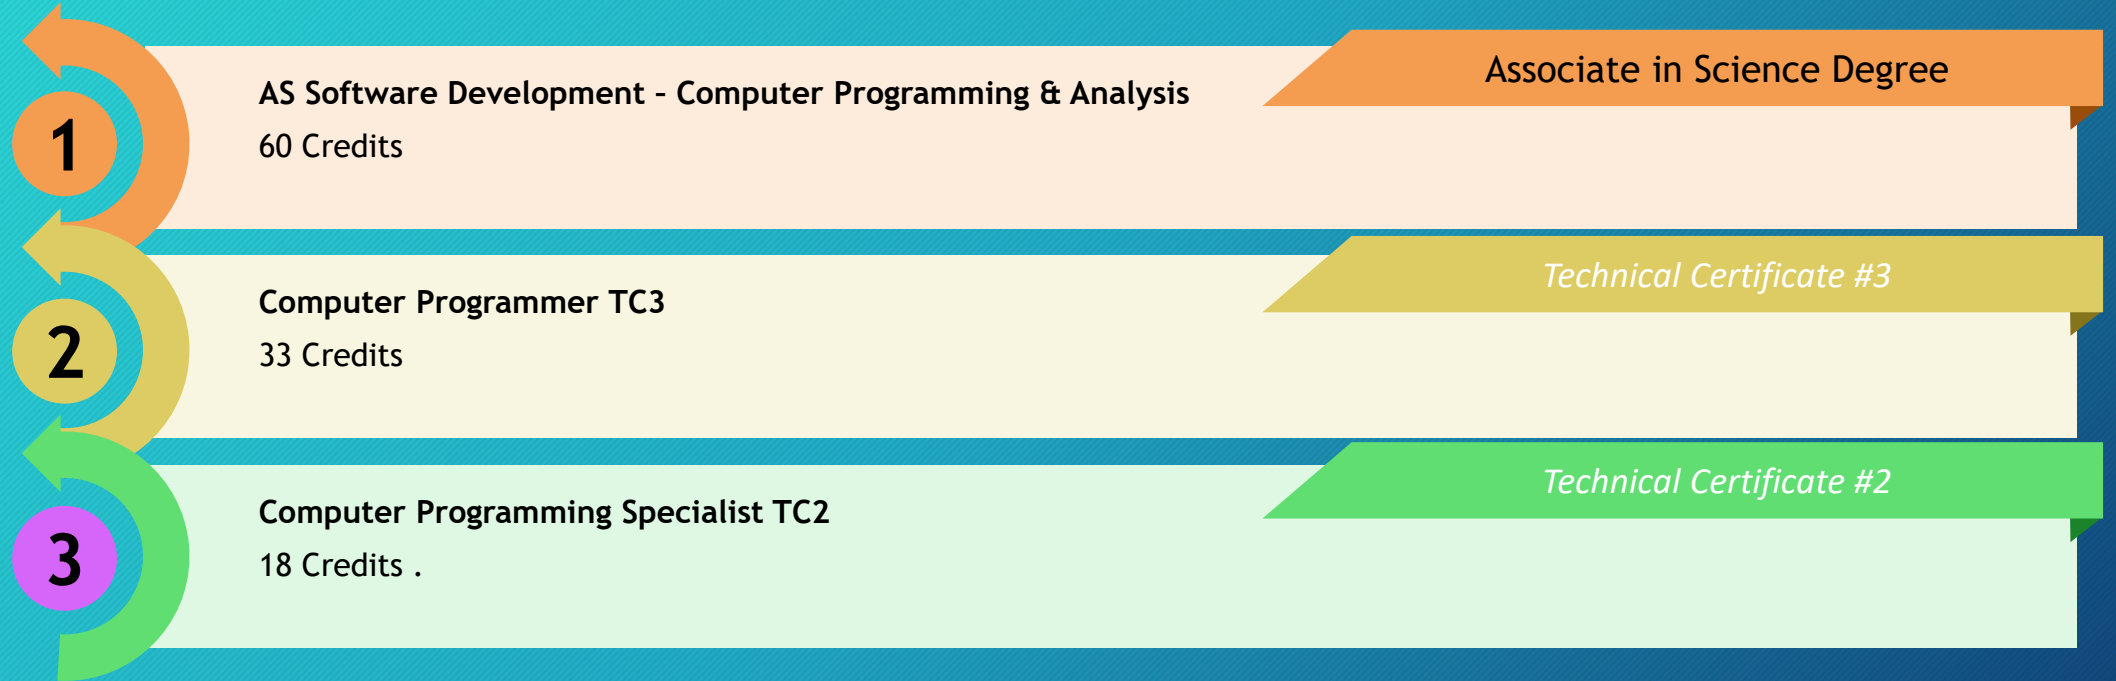 1
AS Software Development – Computer Programming & Analysis
60 Credits
Associate in Science Degree
2
Computer Programmer TC3
33 Credits
Technical Certificate #3
3
Computer Programming Specialist TC2
18 Credits .
Technical Certificate #2